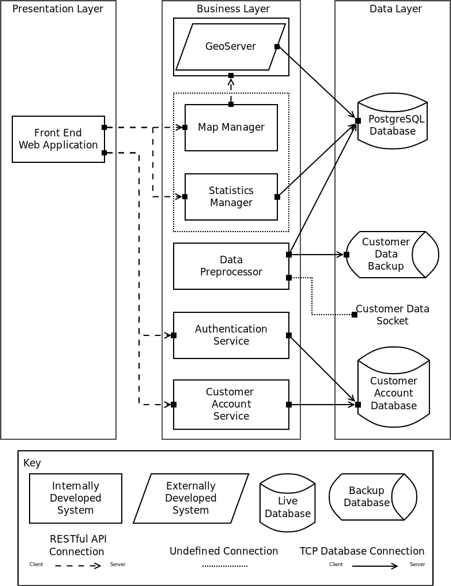 Presentation Layer
Business Layer
Data Layer
GeoServer
PostgreSQL
Database
Front End
Web Application
Map Manager
Statistics
Manager
Data
Preprocessor
Customer
Data
Backup
Customer Data
Socket
Authentication
Service
Customer
Account
Service
Customer
Account
Database
Key
Internally
Developed
System
Externally
Developed
System
Live
Database
Backup
Database
RESTful API
Connection
Client
Server
Undefined Connection
TCP Database Connection
Client
Server